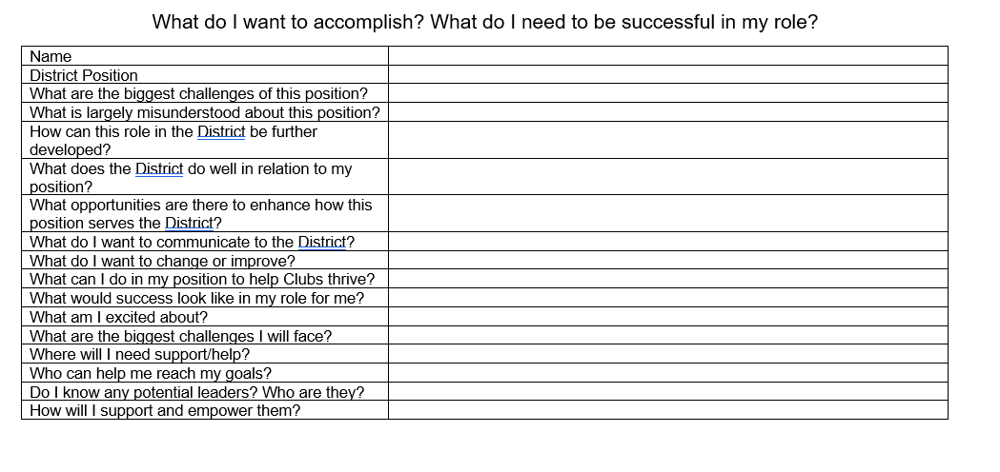 What do I want to accomplish? What do I need to be successful in my role?
Name
District Position
What are the biggest challenges of this position?
What is largely misunderstood about this position?
How can this role in the District be further
developed?
What does the District do well in relation to my
position?
What opportunities are there to enhance how this
position serves the District?
What do I want to communicate to the District?
What do I want to change or improve?
What can I do in my position to help Clubs thrive?
What would success look like in my role for me?
What am I excited about?
What are the biggest challenges I will face?
Where will I need support/help?
Who can help me reach my goals?
Do I know any potential leaders? Who are they?
How will I support and empower them?